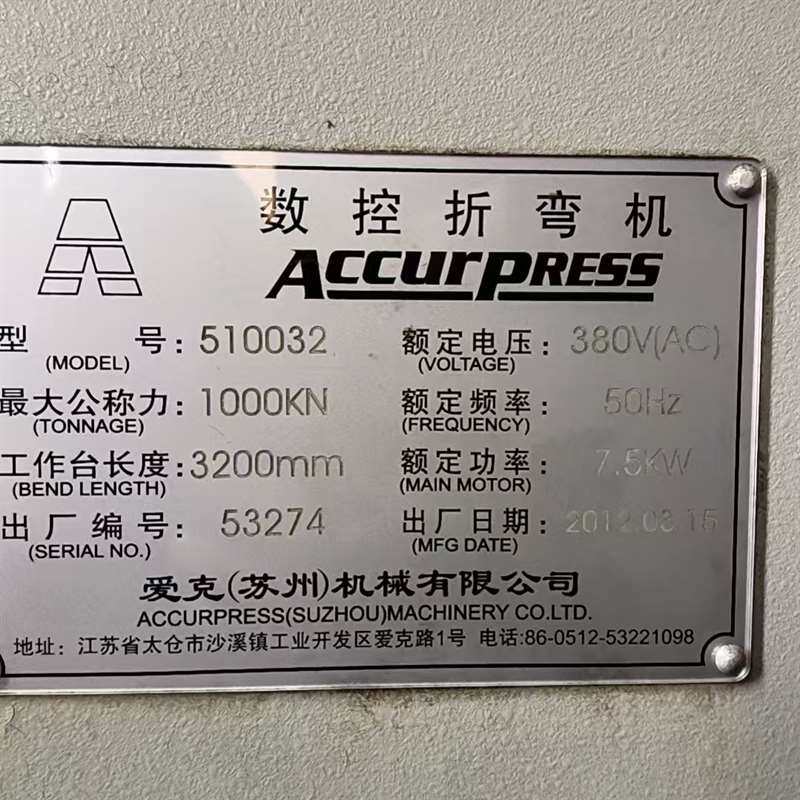 数控折弯机
ACCURPRESS
型 号: 510032 额定电压: 380V(AC)
(MODEL) (VOLTAGE)
最大公称力: 1000KN 额定频率: 50Hz
(TONNAGE) (FREQUENCY)
工作台长度: 3200mm 额定功率: 7.5KW
(BEND LENGTH) (MAIN MOTOR)
出厂编号: 53274 出厂日期: 2012.08.15
(SERIAL NO.) (MFG DATE)
爱克(苏州)机械有限公司
ACCURPRESS(SUZHOU)MACHINERY CO.LTD.
地址: 江苏省太仓市沙溪镇工业开发区爱克路1号 电话:86-0512-53221098